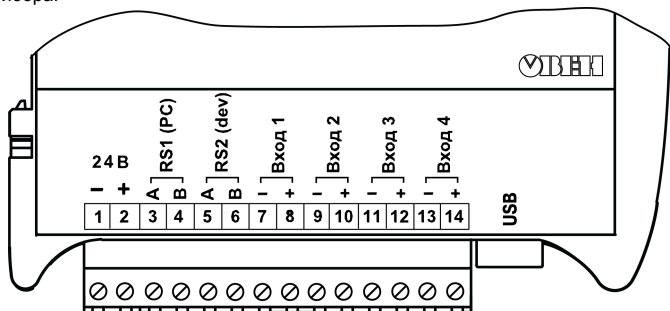 ОВЕН
24В
RS1 (PC)
RS2 (dev)
Вход 1
Вход 2
Вход 3
Вход 4
− + A B A B − + − + − + − +
1 2 3 4 5 6 7 8 9 10 11 12 13 14
USB